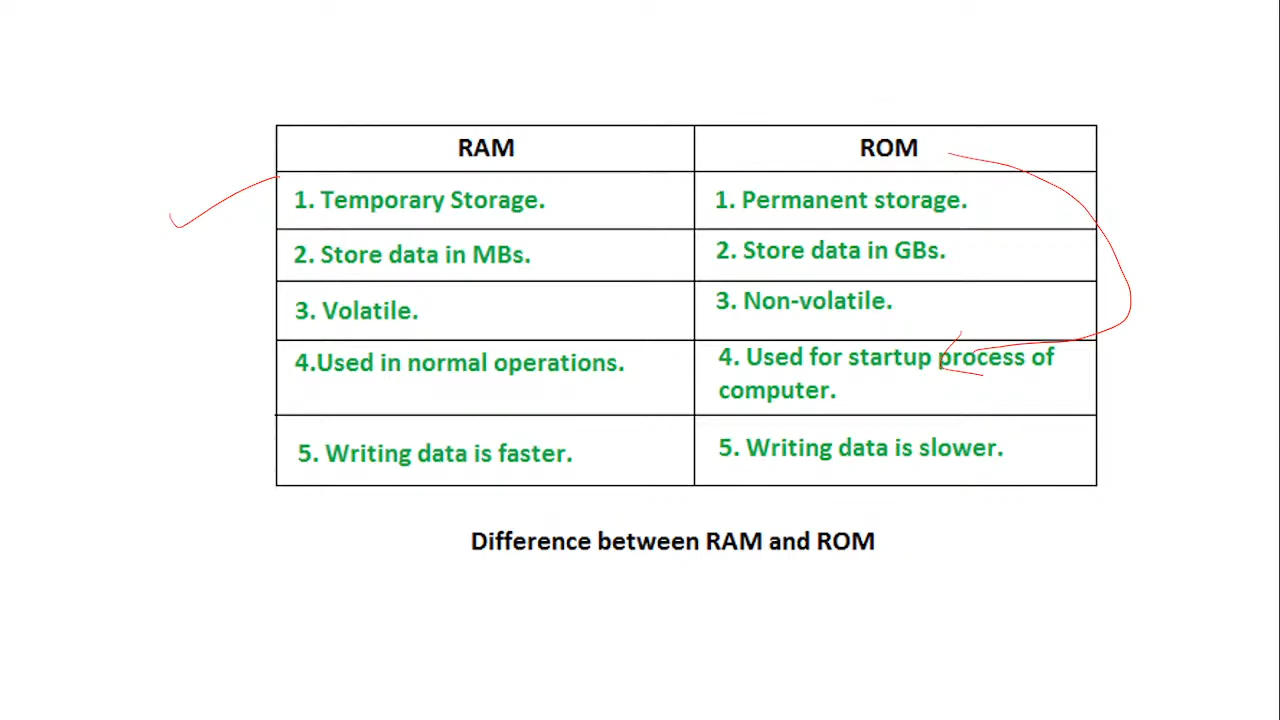 RAM ROM
1. Temporary Storage. 1. Permanent storage.
2. Store data in MBs. 2. Store data in GBs.
3. Volatile. 3. Non-volatile.
4.Used in normal operations. 4. Used for startup process of
computer.
5. Writing data is faster. 5. Writing data is slower.
Difference between RAM and ROM